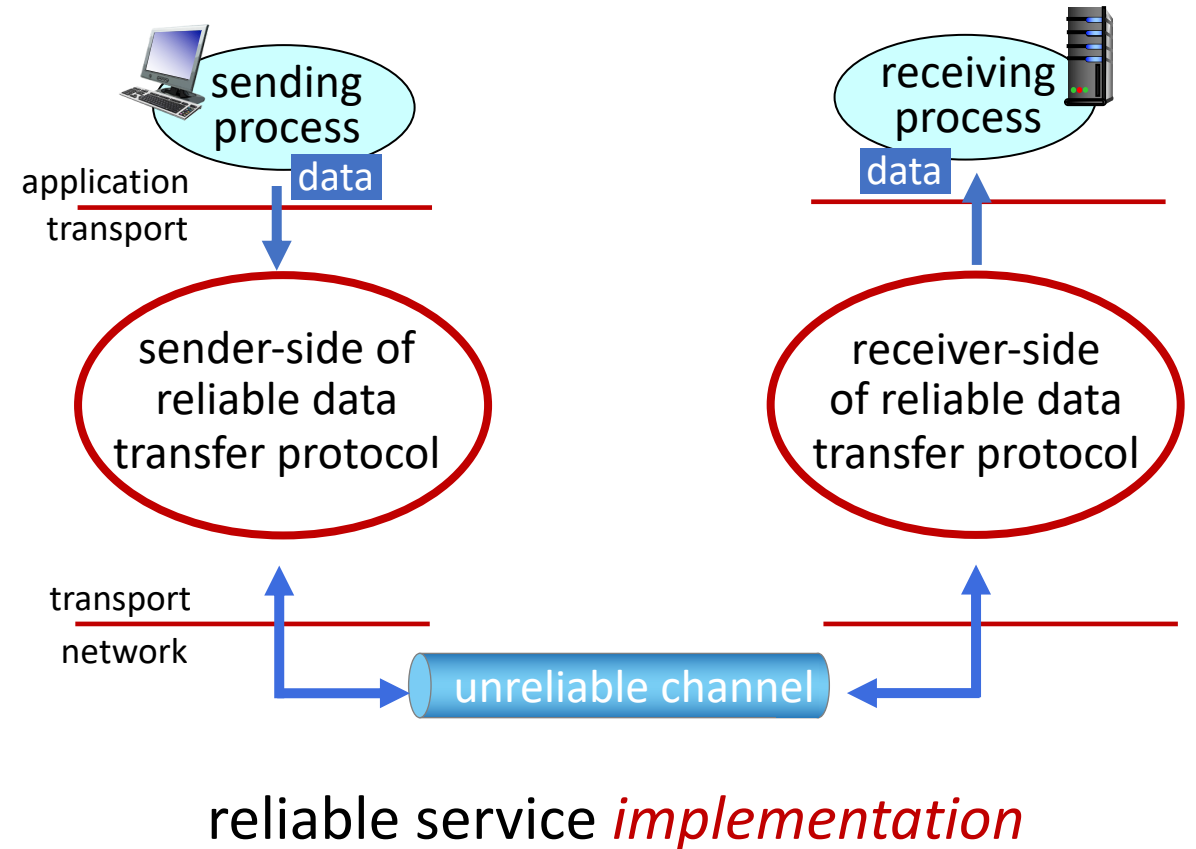 sending
process
data
application
transport
receiving
process
data
sender-side of
reliable data
transfer protocol
receiver-side
of reliable data
transfer protocol
transport
network
unreliable channel
reliable service implementation